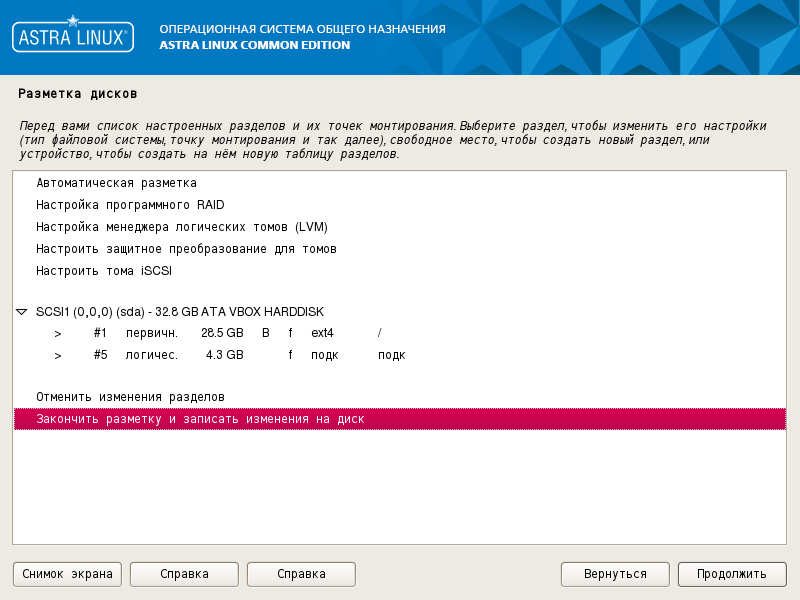 ASTRA LINUX®
ОПЕРАЦИОННАЯ СИСТЕМА ОБЩЕГО НАЗНАЧЕНИЯ
ASTRA LINUX COMMON EDITION
Разметка дисков
Перед вами список настроенных разделов и их точек монтирования. Выберите раздел, чтобы изменить его настройки
(тип файловой системы, точку монтирования и так далее), свободное место, чтобы создать новый раздел, или
устройство, чтобы создать на нём новую таблицу разделов.
Автоматическая разметка
Настройка программного RAID
Настройка менеджера логических томов (LVM)
Настроить защитное преобразование для томов
Настроить тома iSCSI
SCSI1 (0,0,0) (sda) - 32.8 GB ATA VBOX HARDDISK
> #1 первичн. 28.5 GB B f ext4 /
> #5 логичес. 4.3 GB f подк подк
Отменить изменения разделов
Закончить разметку и записать изменения на диск
Снимок экрана Справка Справка Вернуться Продолжить